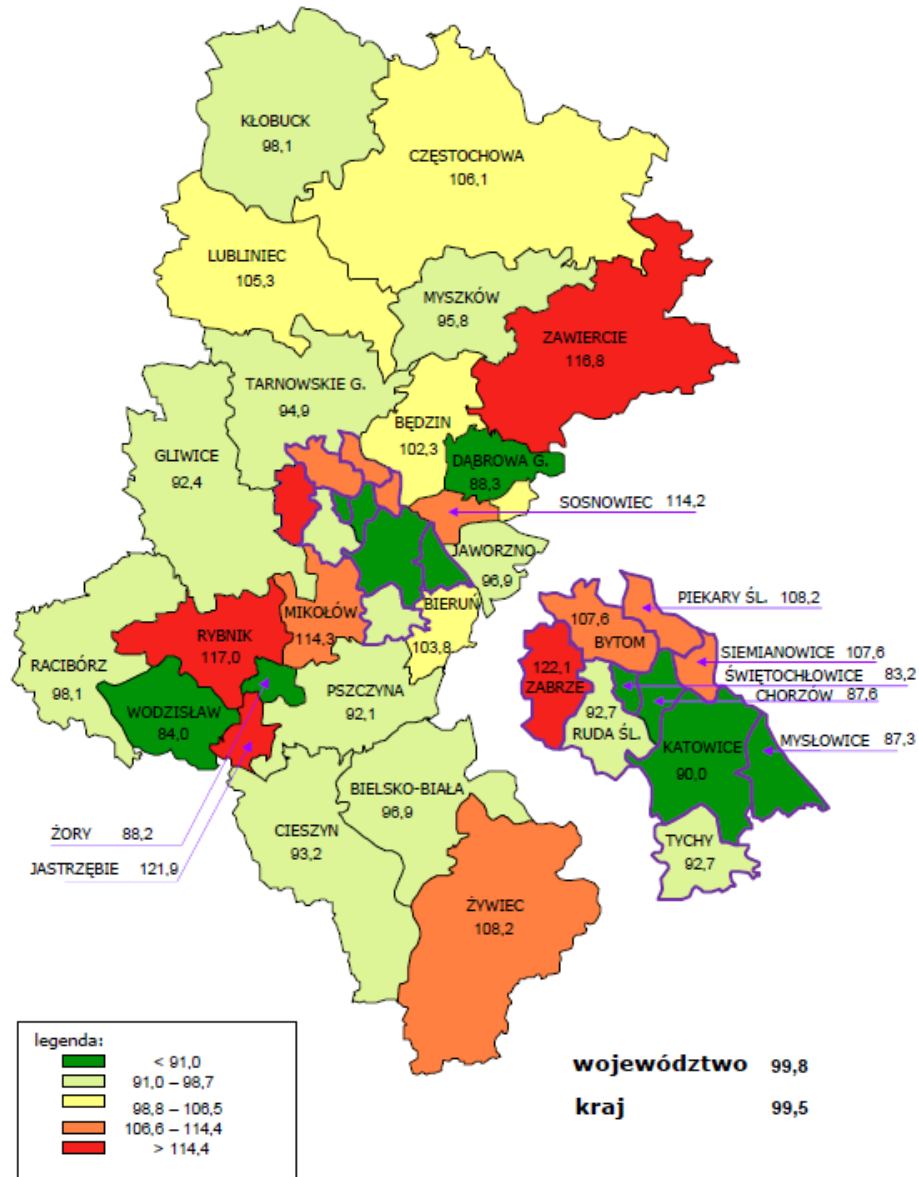 KŁOBUCK
98,1
CZĘSTOCHOWA
106,1
LUBLINIEC
105,3
MYSZKÓW
95,8
ZAWIERCIE
116,8
TARNOWSKIE G.
94,9
BĘDZIN
102,3
GLIWICE
92,4
DĄBROWA G.
88,3
SOSNOWIEC 114,2
JAWORZNO
96,9
MIKOŁÓW
114,3
BIERUŃ
103,8
RYBNIK
117,0
RACIBÓRZ
98,1
PSZCZYNA
92,1
WODZISŁAW
84,0
PIEKARY ŚL. 108,2
107,6
BYTOM
SIEMIANOWICE 107,6
122,1
ZABRZE
ŚWIĘTOCHŁOWICE 83,2
CHORZÓW 87,6
92,7
RUDA ŚL.
KATOWICE
90,0
MYSŁOWICE 87,3
TYCHY
92,7
BIELSKO-BIAŁA
96,9
CIESZYN
93,2
ŻORY 88,2
JASTRZĘBIE 121,9
ŻYWIEC
108,2
legenda:
< 91,0
91,0 – 98,7
98,8 – 106,5
106,6 – 114,4
> 114,4
województwo 99,8
kraj 99,5